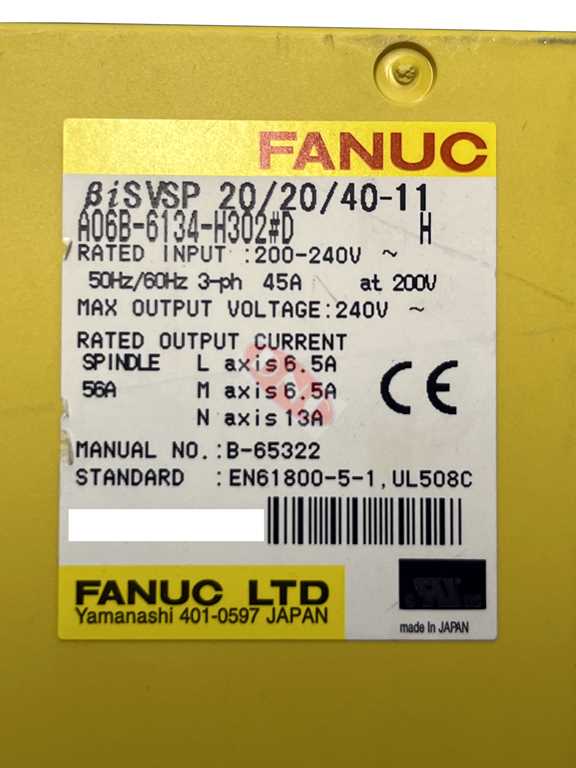 FANUC
βiSVSP 20/20/40-11
A06B-6134-H302#D H
RATED INPUT :200-240V ~
50Hz/60Hz 3-ph 45A at 200V
MAX OUTPUT VOLTAGE:240V ~
RATED OUTPUT CURRENT
SPINDLE L axis 6.5A
56A M axis 6.5A
N axis 13A
CE
MANUAL NO.:B-65322
STANDARD :EN61800-5-1,UL508C
FANUC LTD
Yamanashi 401-0597 JAPAN
made In JAPAN